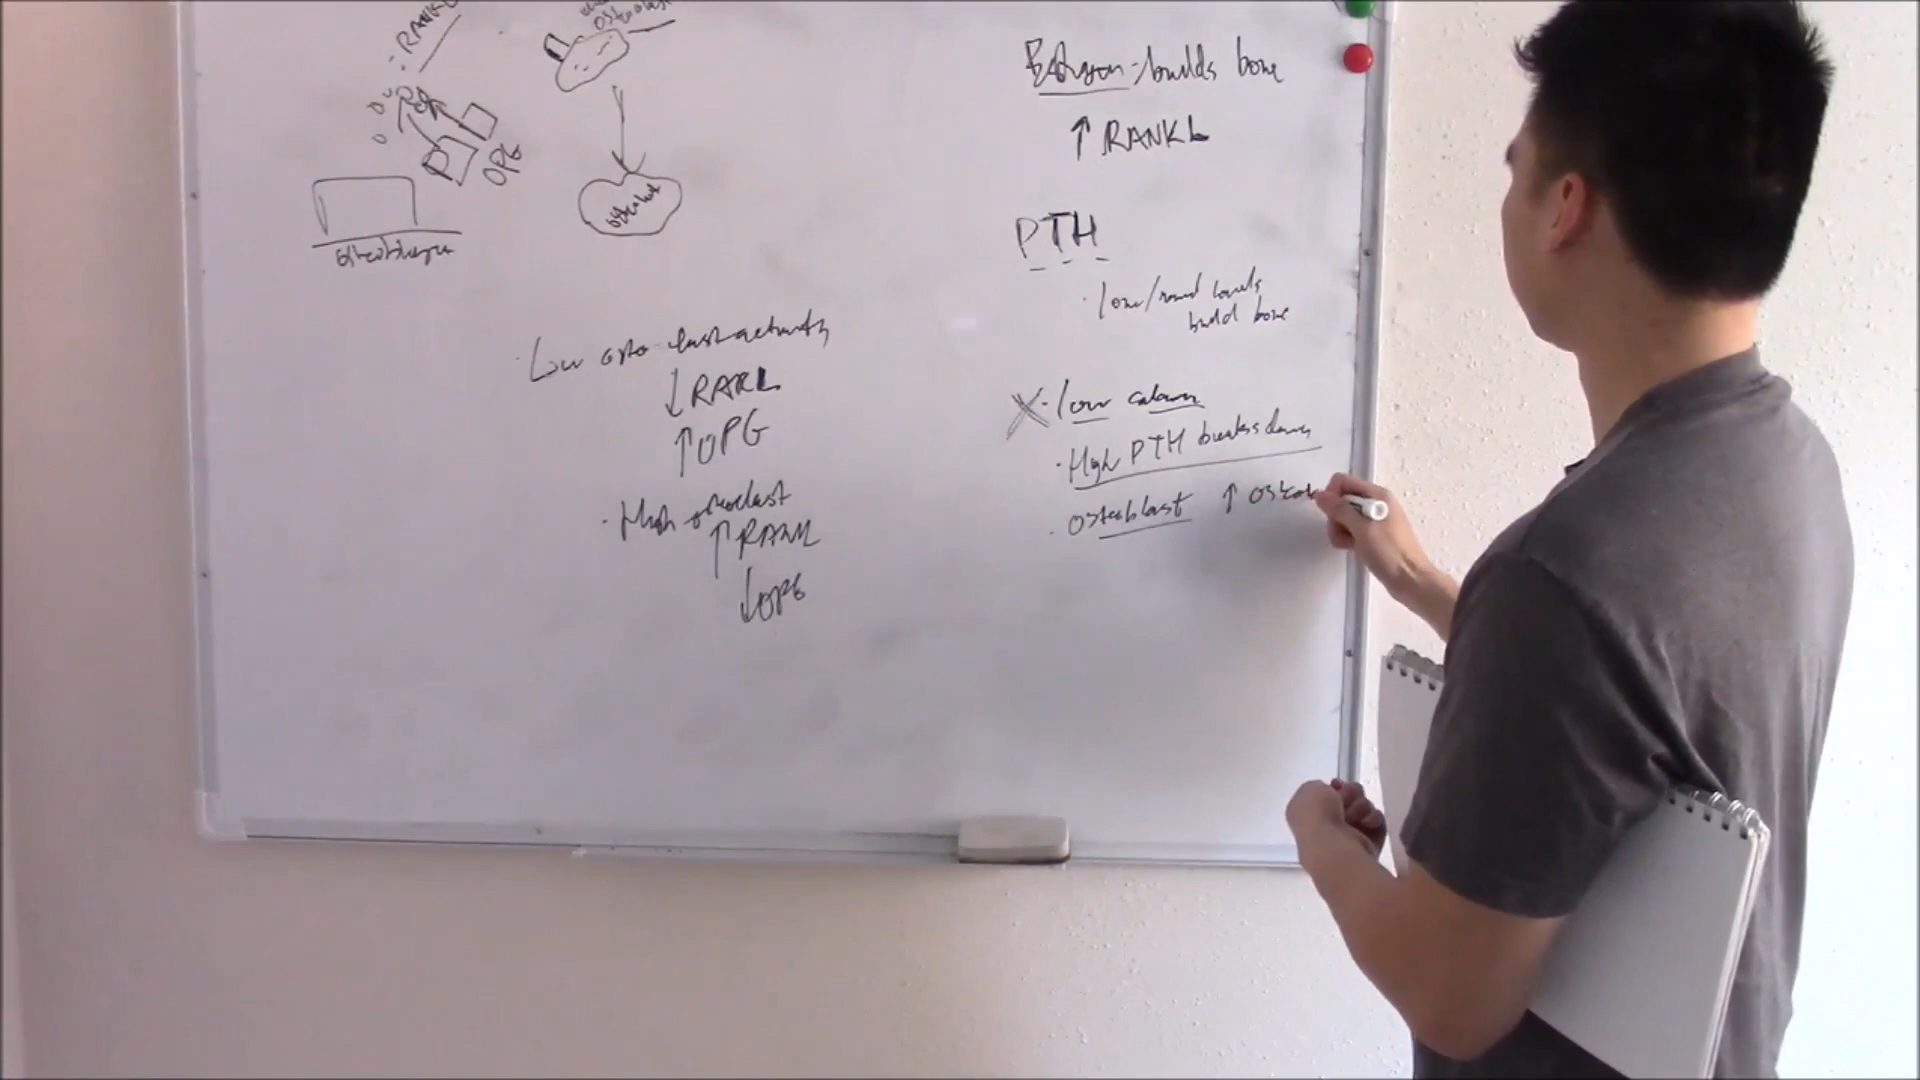 : RANKL
OPG
Low osteoclast activity
↓ RANKL
↑ OPG
· High osteoclast
↑ RANKL
↓ OPG
Estrogen - builds bone
↑ RANKL
PTH
· low/normal levels
build bone
X · low calcium
· High PTH breaks down
· osteoblast ↑ osteo